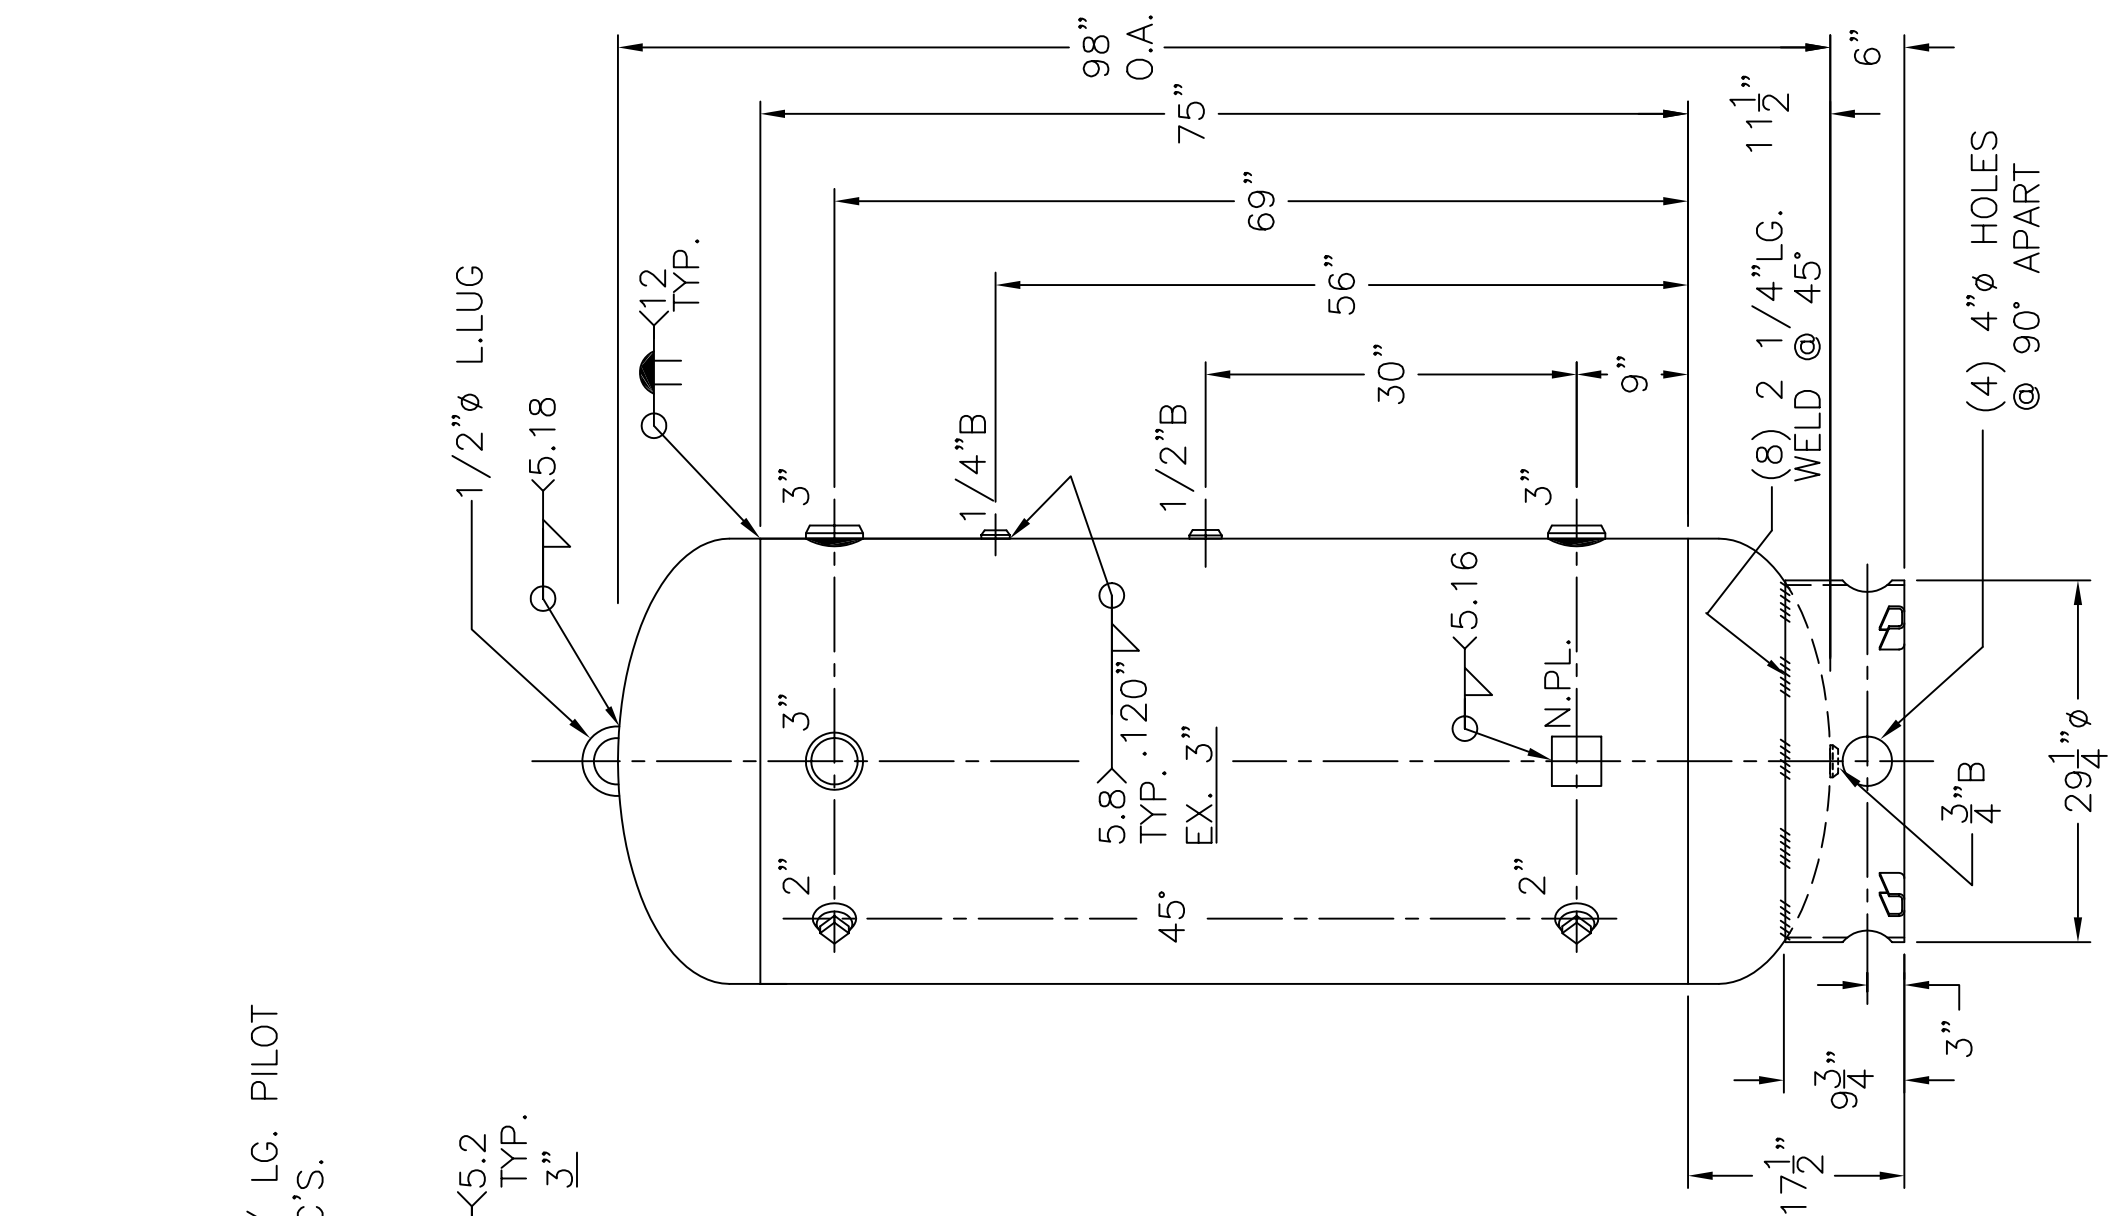 LG. PILOT
C'S.
5.2
TYP.
3"
1/2"ø L.LUG
5.18
12
TYP.
98"
O.A.
75"
69"
56"
30"
9"
11 1/2"
6"
3"
1/4"B
1/2"B
3"
3"
2"
45°
2"
5.8
TYP. .120"
EX. 3"
5.16
N.PL.
(8) 2 1/4"LG.
WELD @ 45°
(4) 4"ø HOLES
@ 90° APART
3/4"B
29 1/4"ø
3"
9 3/4"
17 1/2"